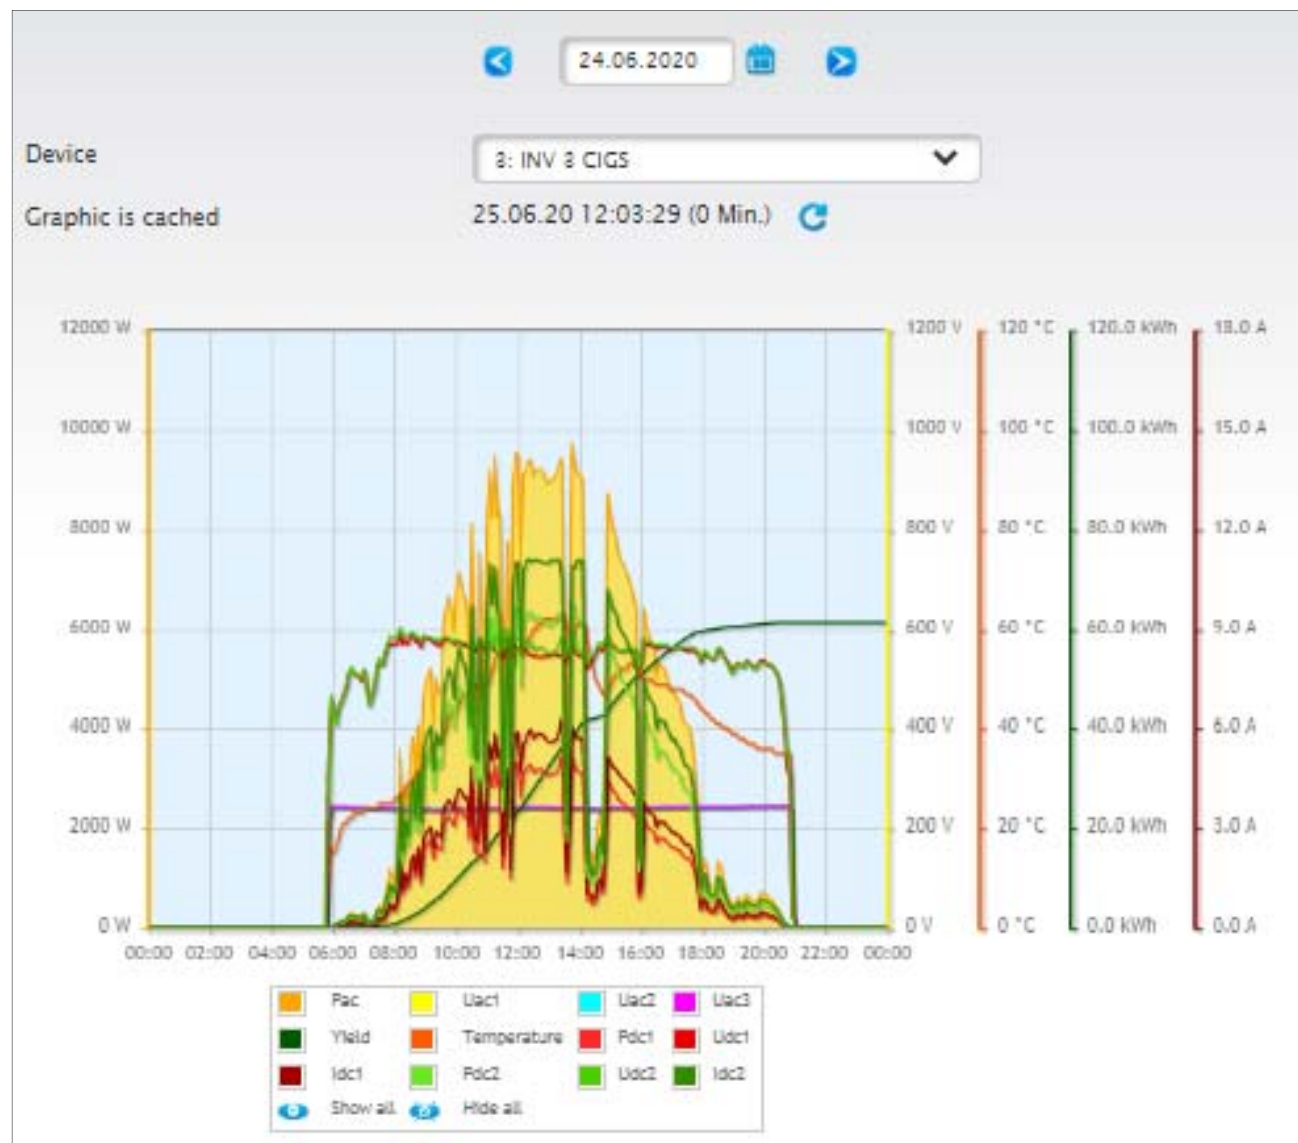 24.06.2020
Device
3: INV 3 CIGS
Graphic is cached
25.06.20 12:03:29 (0 Min.)
12000 W 1200 V 120 °C 120.0 kWh 18.0 A
10000 W 1000 V 100 °C 100.0 kWh 15.0 A
8000 W 800 V 80 °C 80.0 kWh 12.0 A
6000 W 600 V 60 °C 60.0 kWh 9.0 A
4000 W 400 V 40 °C 40.0 kWh 6.0 A
2000 W 200 V 20 °C 20.0 kWh 3.0 A
0 W 0 V 0 °C 0.0 kWh 0.0 A
00:00 02:00 04:00 06:00 08:00 10:00 12:00 14:00 16:00 18:00 20:00 22:00 00:00
Pac Uac1 Uac2 Uac3
Yield Temperature Pdc1 Udc1
Idc1 Pdc2 Udc2 Idc2
Show all Hide all